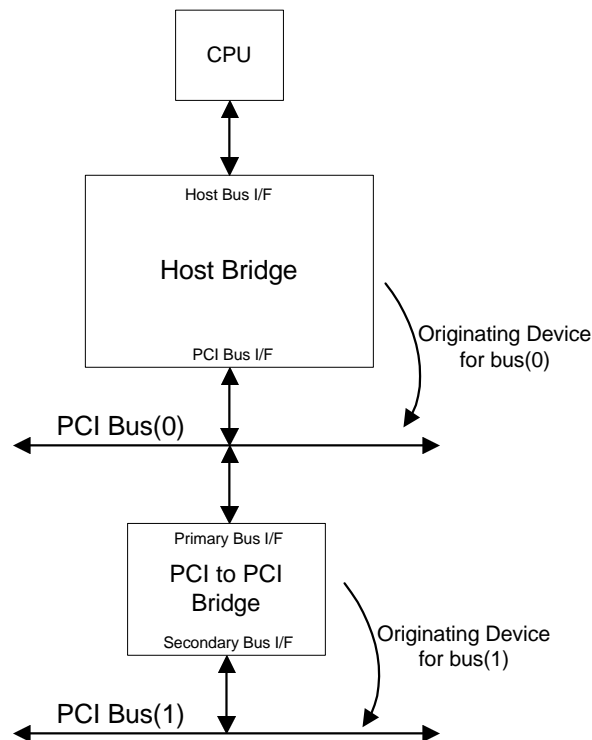 CPU
Host Bus I/F
Host Bridge
PCI Bus I/F
Originating Device
for bus(0)
PCI Bus(0)
Primary Bus I/F
PCI to PCI
Bridge
Secondary Bus I/F
Originating Device
for bus(1)
PCI Bus(1)